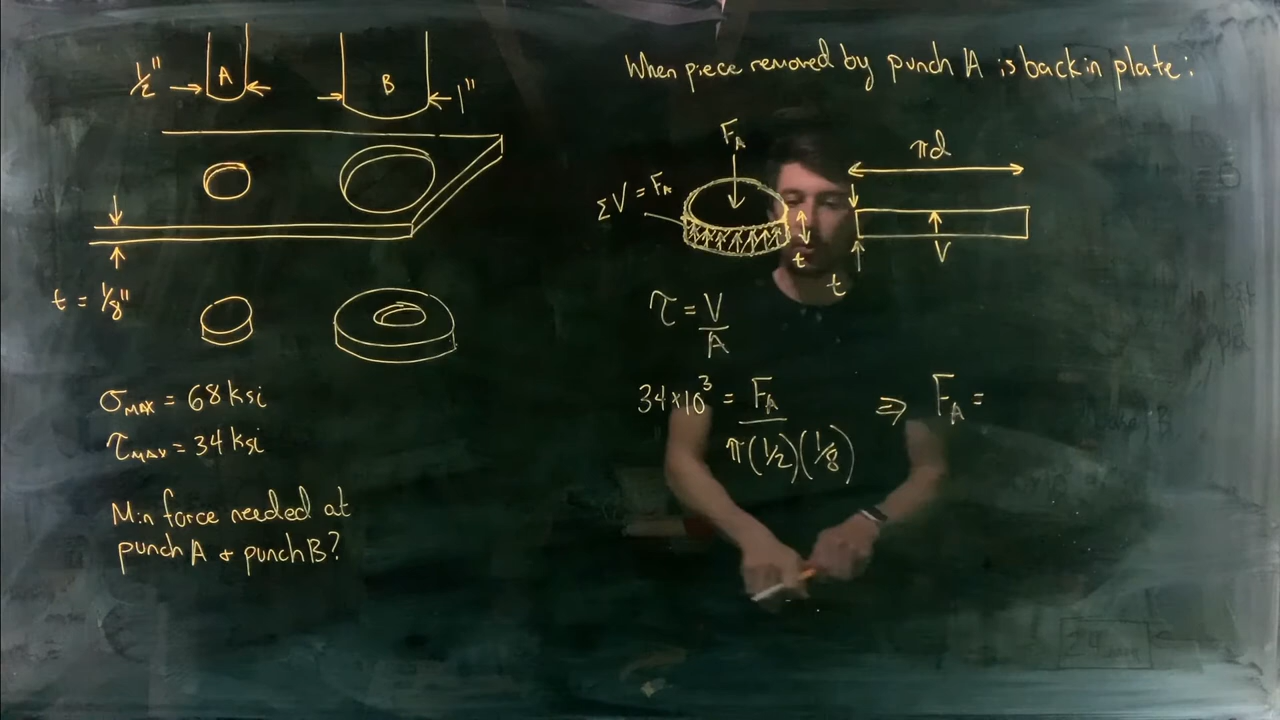 1/2" A B 1"
t = 1/8"
σMAX = 68 ksi
τMAX = 34 ksi
Min force needed at
punch A & punch B?
When piece removed by punch A is back in plate:
FA
ΣV = FA
t
πd
V
t
τ = V/A
34×10³ = FA / π(1/2)(1/8) ⇒ FA =